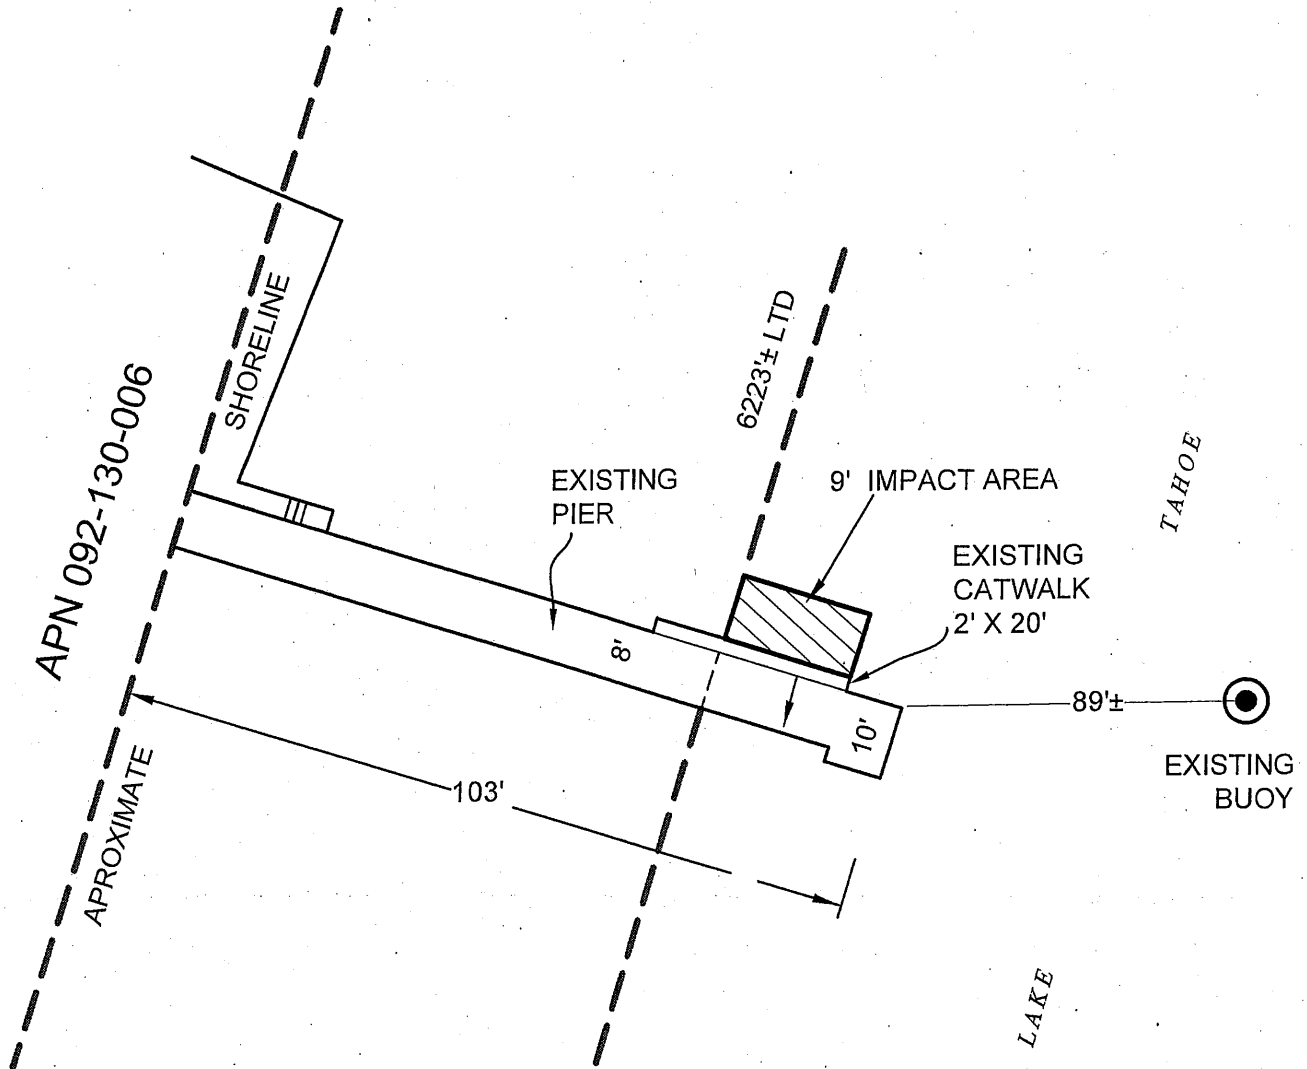 APN 092-130-006
APROXIMATE
SHORELINE
6223'± LTD
EXISTING
PIER
9' IMPACT AREA
EXISTING
CATWALK
2' X 20'
8'
10'
103'
89'±
EXISTING
BUOY
LAKE
TAHOE